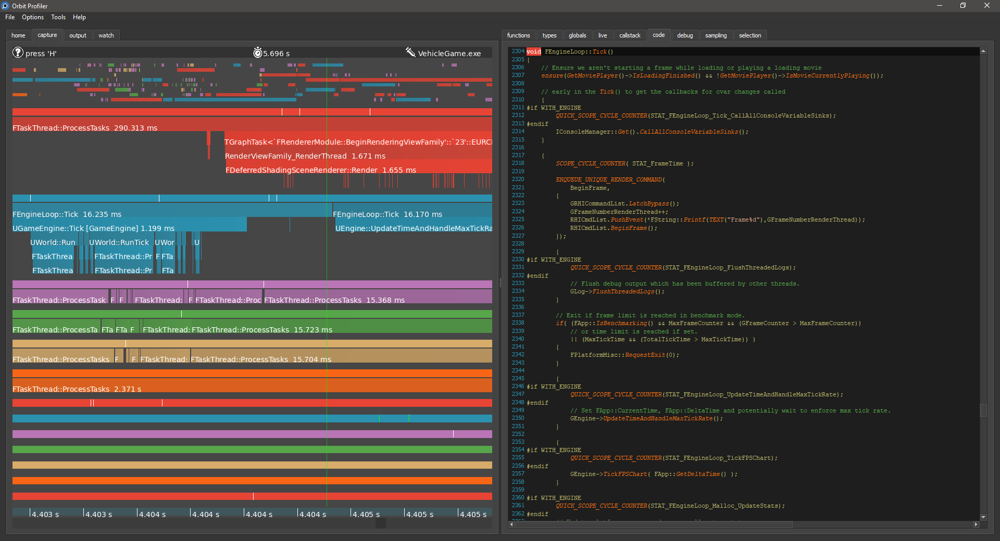 Orbit Profiler
File Options Tools Help
home capture output watch
press 'H'
5.696 s
VehicleGame.exe
FTaskThread::ProcessTasks 290.313 ms
TGraphTask<`FRendererModule::BeginRenderingViewFamily'::`23'::EURCI
RenderViewFamily_RenderThread 1.671 ms
FDeferredShadingSceneRenderer::Render 1.655 ms
FEngineLoop::Tick 16.235 ms FEngineLoop::Tick 16.170 ms
UGameEngine::Tick [GameEngine] 1.199 ms UEngine::UpdateTimeAndHandleMaxTickRa
UWorld::Run UWorld::RunTick UWor U
FTaskThrea FTaskThread::Pr F FTa
FTaskThrea FTaskThread::Pr FTa
FTaskThread::ProcessTask F F FTaskThread: F FTaskThread::Proc FTaskThread::ProcessTasks 15.368 ms
FTaskThread::ProcessTa FTa FTa F FTaskThread: FTaskThread::ProcessTasks 15.723 ms
FTaskThread::ProcessTasks F F FTaskThread: FTaskThread::ProcessTasks 15.704 ms
FTaskThread::ProcessTasks 2.371 s
4.403 s 4.403 s 4.404 s 4.404 s 4.404 s 4.404 s 4.405 s 4.405 s 4.405 s
functions types globals live callstack code debug sampling selection
2304 void FEngineLoop::Tick()
2305 {
2306 // Ensure we aren't starting a frame while loading or playing a loading movie
2307 ensure(GetMoviePlayer()->IsLoadingFinished() && !GetMoviePlayer()->IsMovieCurrentlyPlaying());
2308
2309 // early in the Tick() to get the callbacks for cvar changes called
2310 {
2311 #if WITH_ENGINE
2312 QUICK_SCOPE_CYCLE_COUNTER(STAT_FEngineLoop_Tick_CallAllConsoleVariableSinks);
2313 #endif
2314 IConsoleManager::Get().CallAllConsoleVariableSinks();
2315 }
2316
2317 {
2318 SCOPE_CYCLE_COUNTER( STAT_FrameTime );
2319
2320 ENQUEUE_UNIQUE_RENDER_COMMAND(
2321 BeginFrame,
2322 {
2323 GRHICommandList.LatchBypass();
2324 GFrameNumberRenderThread++;
2325 RHICmdList.PushEvent(*FString::Printf(TEXT("Frame%d"),GFrameNumberRenderThread));
2326 RHICmdList.BeginFrame();
2327 });
2328
2329 {
2330 #if WITH_ENGINE
2331 QUICK_SCOPE_CYCLE_COUNTER(STAT_FEngineLoop_FlushThreadedLogs);
2332 #endif
2333 // Flush debug output which has been buffered by other threads.
2334 GLog->FlushThreadedLogs();
2335 }
2336
2337 // Exit if frame limit is reached in benchmark mode.
2338 if( (FApp::IsBenchmarking() && MaxFrameCounter && (GFrameCounter > MaxFrameCounter))
2339 // or time limit is reached if set.
2340 || (MaxTickTime && (TotalTickTime > MaxTickTime)) )
2341 {
2342 FPlatformMisc::RequestExit(0);
2343 }
2344
2345 {
2346 #if WITH_ENGINE
2347 QUICK_SCOPE_CYCLE_COUNTER(STAT_FEngineLoop_UpdateTimeAndHandleMaxTickRate);
2348 #endif
2349 // Set FApp::CurrentTime, FApp::DeltaTime and potentially wait to enforce max tick rate.
2350 GEngine->UpdateTimeAndHandleMaxTickRate();
2351 }
2352
2353 {
2354 #if WITH_ENGINE
2355 QUICK_SCOPE_CYCLE_COUNTER(STAT_FEngineLoop_TickFPSChart);
2356 #endif
2357 GEngine->TickFPSChart( FApp::GetDeltaTime() );
2358 }
2359
2360 #if WITH_ENGINE
2361 QUICK_SCOPE_CYCLE_COUNTER(STAT_FEngineLoop_Malloc_UpdateStats);
2362 #endif